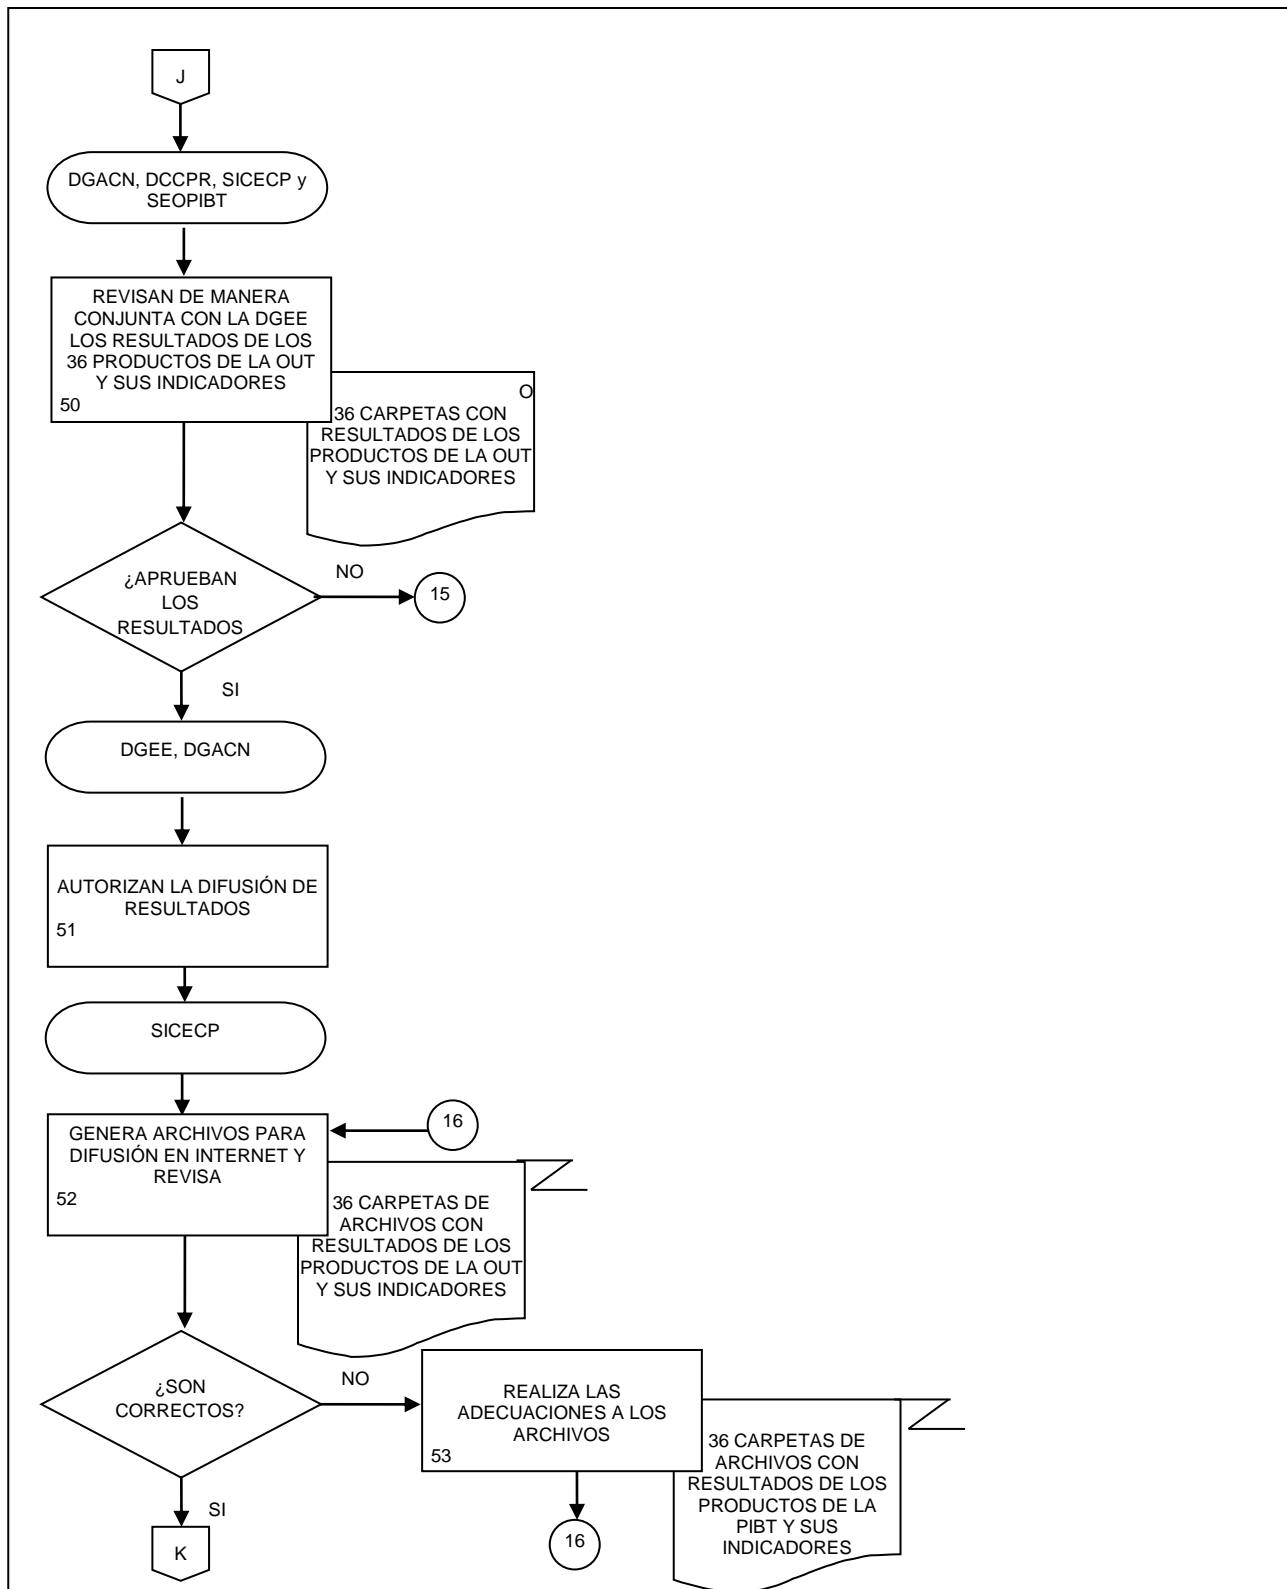 J
DGACN, DCCPR, SICECP y
SEOPIBT
REVISAN DE MANERA
CONJUNTA CON LA DGEE
LOS RESULTADOS DE LOS
36 PRODUCTOS DE LA OUT
Y SUS INDICADORES
50
O
36 CARPETAS CON
RESULTADOS DE LOS
PRODUCTOS DE LA OUT
Y SUS INDICADORES
¿APRUEBAN
LOS
RESULTADOS
NO
15
SI
DGEE, DGACN
AUTORIZAN LA DIFUSIÓN DE
RESULTADOS
51
SICECP
GENERA ARCHIVOS PARA
DIFUSIÓN EN INTERNET Y
REVISA
52
16
36 CARPETAS DE
ARCHIVOS CON
RESULTADOS DE LOS
PRODUCTOS DE LA OUT
Y SUS INDICADORES
¿SON
CORRECTOS?
NO
REALIZA LAS
ADECUACIONES A LOS
ARCHIVOS
53
36 CARPETAS DE
ARCHIVOS CON
RESULTADOS DE LOS
PRODUCTOS DE LA
PIBT Y SUS
INDICADORES
16
SI
K